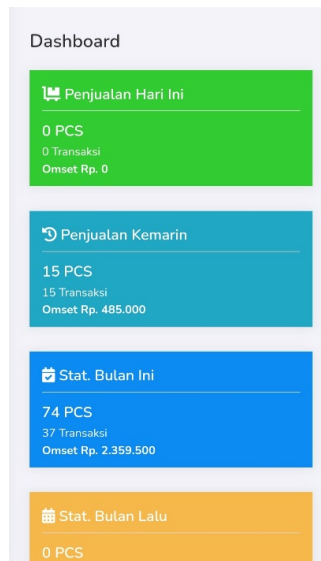 Dashboard
Penjualan Hari Ini
0 PCS
0 Transaksi
Omset Rp. 0
Penjualan Kemarin
15 PCS
15 Transaksi
Omset Rp. 485.000
Stat. Bulan Ini
74 PCS
37 Transaksi
Omset Rp. 2.359.500
Stat. Bulan Lalu
0 PCS